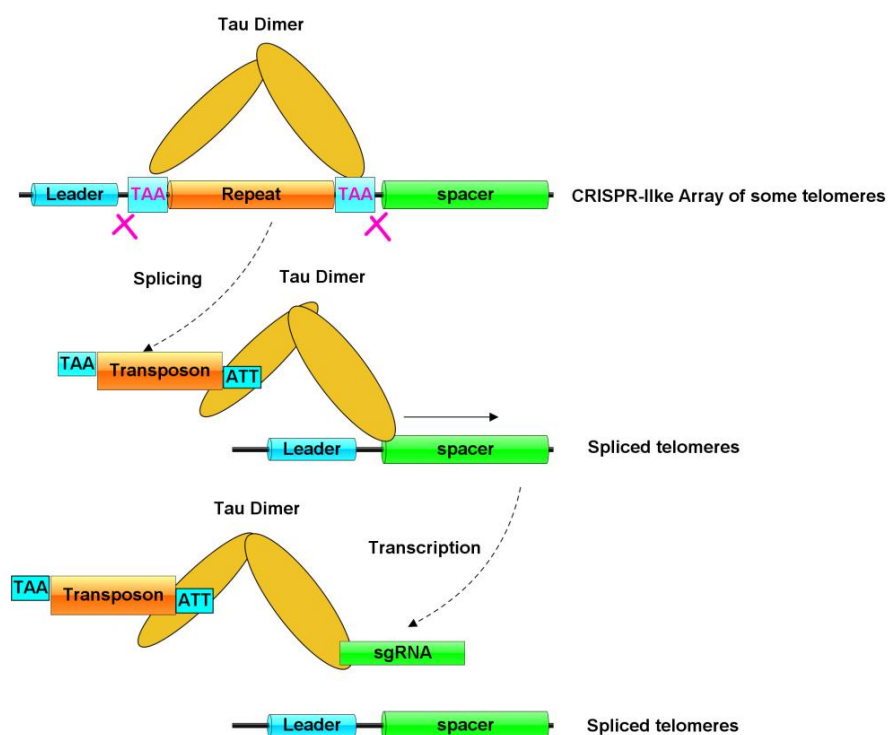 Tau Dimer
Leader TAA Repeat TAA spacer CRISPR-lIke Array of some telomeres
Splicing
Tau Dimer
TAA Transposon ATT
Leader spacer Spliced telomeres
Tau Dimer
Transcription
TAA Transposon ATT
sgRNA
Leader spacer Spliced telomeres